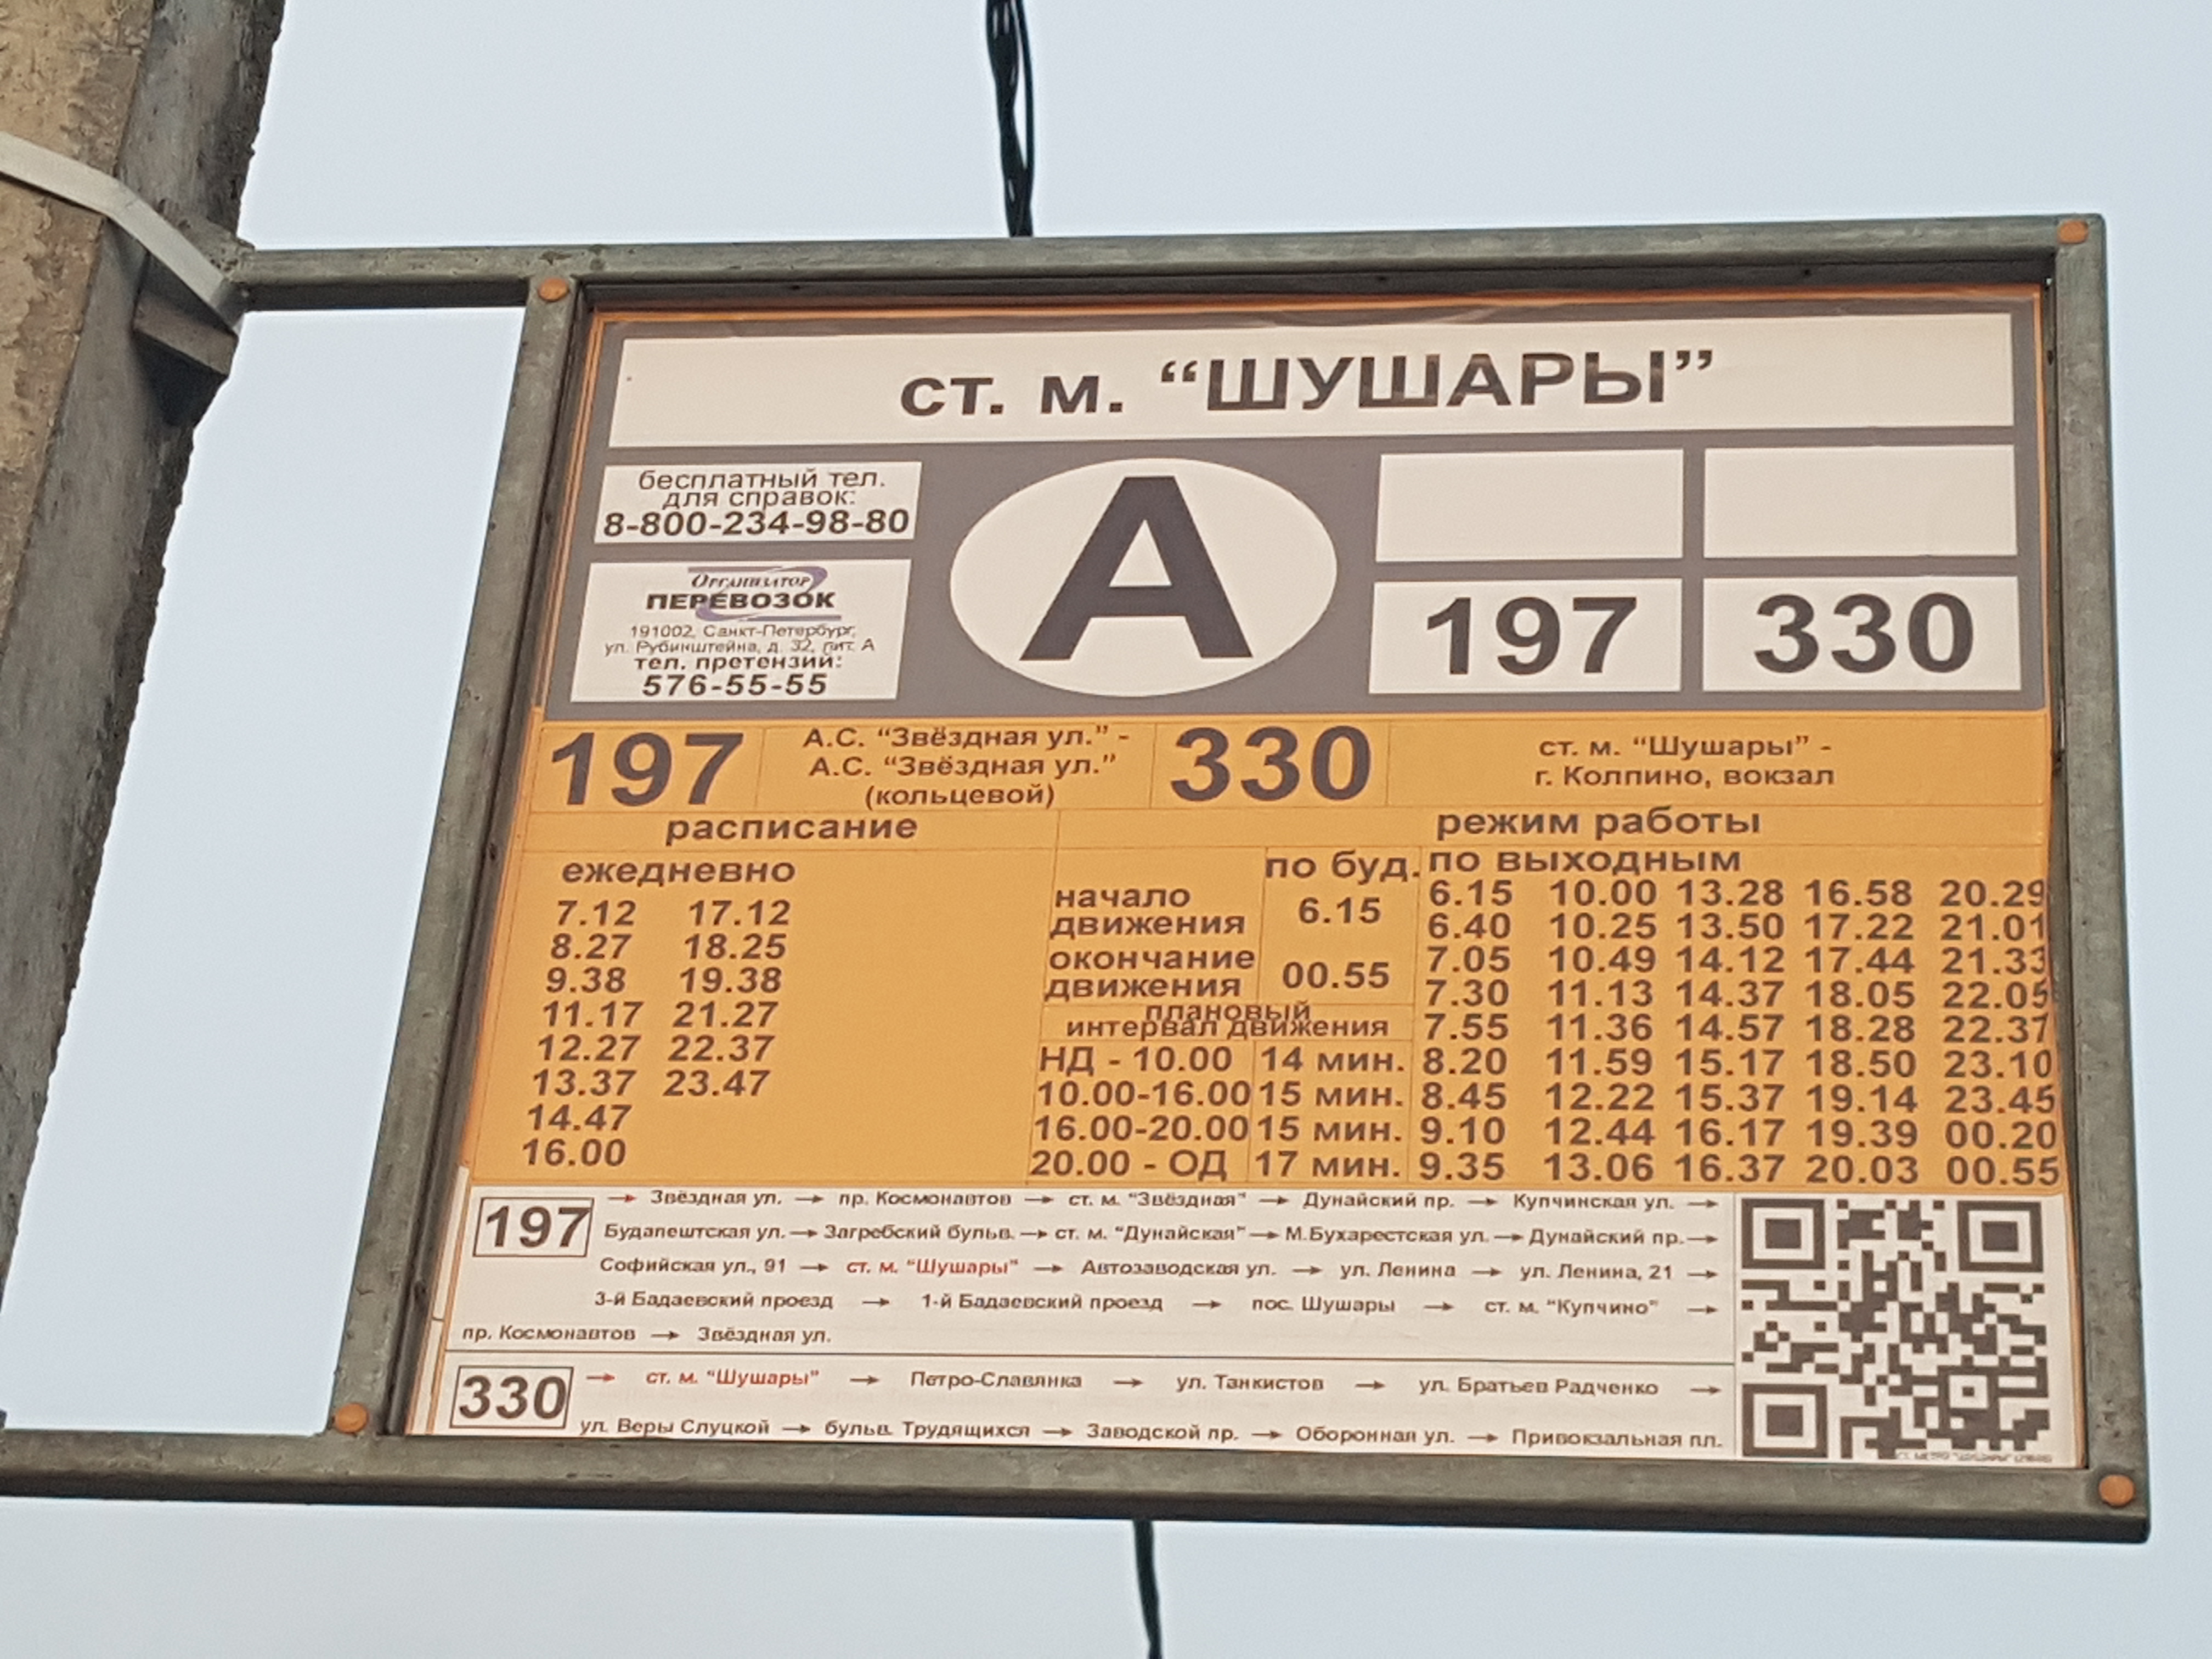 ст. м. “ШУШАРЫ”
бесплатный тел.
для справок:
8-800-234-98-80
Организатор
ПЕРЕВОЗОК
191002, Санкт-Петербург,
ул. Рубинштейна, д. 32, лит. А
тел. претензий:
576-55-55
А
197 330
197
А.С. “Звёздная ул.” -
А.С. “Звёздная ул.”
(кольцевой)
330
ст. м. “Шушары” -
г. Колпино, вокзал
расписание
ежедневно
7.12 17.12
8.27 18.25
9.38 19.38
11.17 21.27
12.27 22.37
13.37 23.47
14.47
16.00
режим работы
по буд.
начало
движения
6.15
окончание
движения
00.55
плановый
интервал движения
НД - 10.00 14 мин.
10.00-16.00 15 мин.
16.00-20.00 15 мин.
20.00 - ОД 17 мин.
по выходным
6.15 10.00 13.28 16.58 20.29
6.40 10.25 13.50 17.22 21.01
7.05 10.49 14.12 17.44 21.33
7.30 11.13 14.37 18.05 22.05
7.55 11.36 14.57 18.28 22.37
8.20 11.59 15.17 18.50 23.10
8.45 12.22 15.37 19.14 23.45
9.10 12.44 16.17 19.39 00.20
9.35 13.06 16.37 20.03 00.55
197
→ Звёздная ул. → пр. Космонавтов → ст. м. “Звёздная” → Дунайский пр. → Купчинская ул. →
Будапештская ул. → Загребский бульв. → ст. м. “Дунайская” → М.Бухарестская ул. → Дунайский пр. →
Софийская ул., 91 → ст. м. “Шушары” → Автозаводская ул. → ул. Ленина → ул. Ленина, 21 →
3-й Бадаевский проезд → 1-й Бадаевский проезд → пос. Шушары → ст. м. “Купчино” →
пр. Космонавтов → Звёздная ул.
330
→ ст. м. “Шушары” → Петро-Славянка → ул. Танкистов → ул. Братьев Радченко →
ул. Веры Слуцкой → бульв. Трудящихся → Заводской пр. → Оборонная ул. → Привокзальная пл.